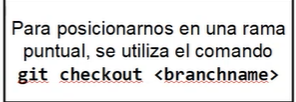 Para posicionarnos en una rama
puntual, se utiliza el comando
git checkout <branchname>